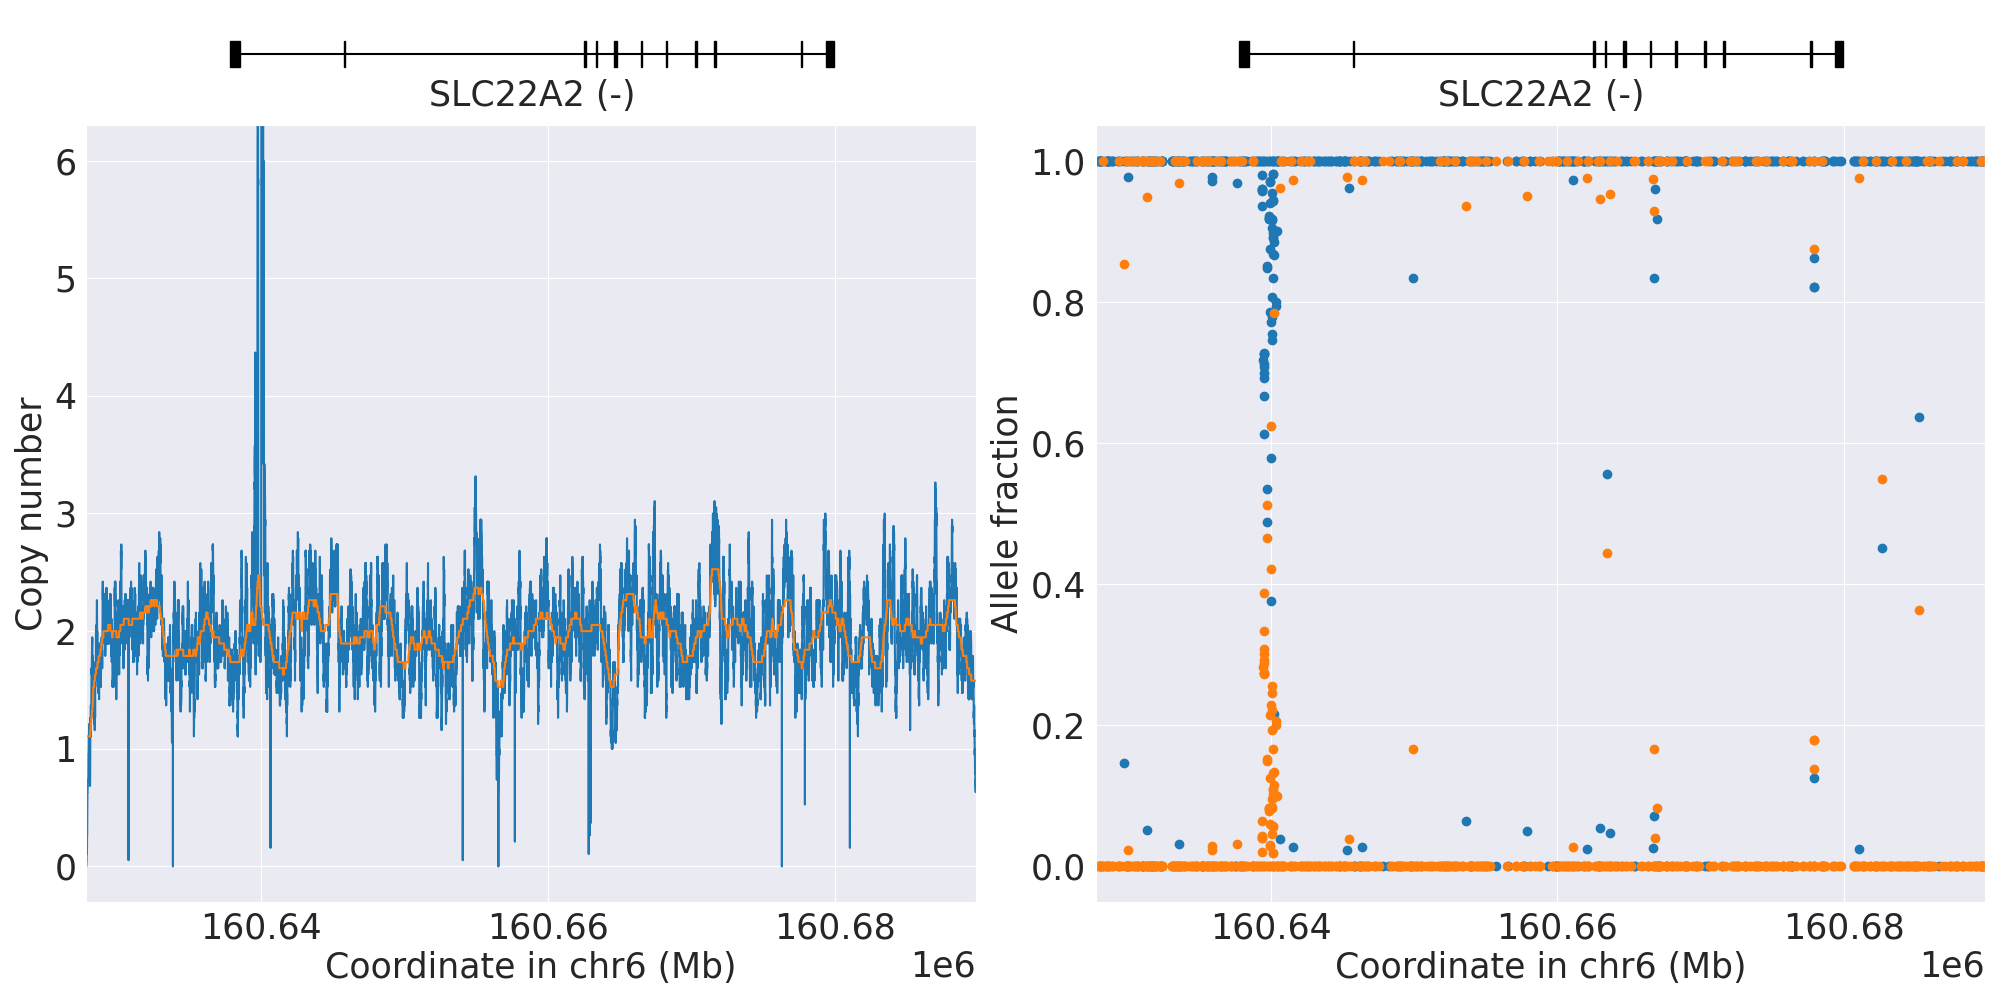 SLC22A2 (-)
6
5
4
3
2
1
0
Copy number
160.64
160.66
160.68
Coordinate in chr6 (Mb)
1e6
SLC22A2 (-)
1.0
0.8
0.6
0.4
0.2
0.0
Allele fraction
160.64
160.66
160.68
Coordinate in chr6 (Mb)
1e6